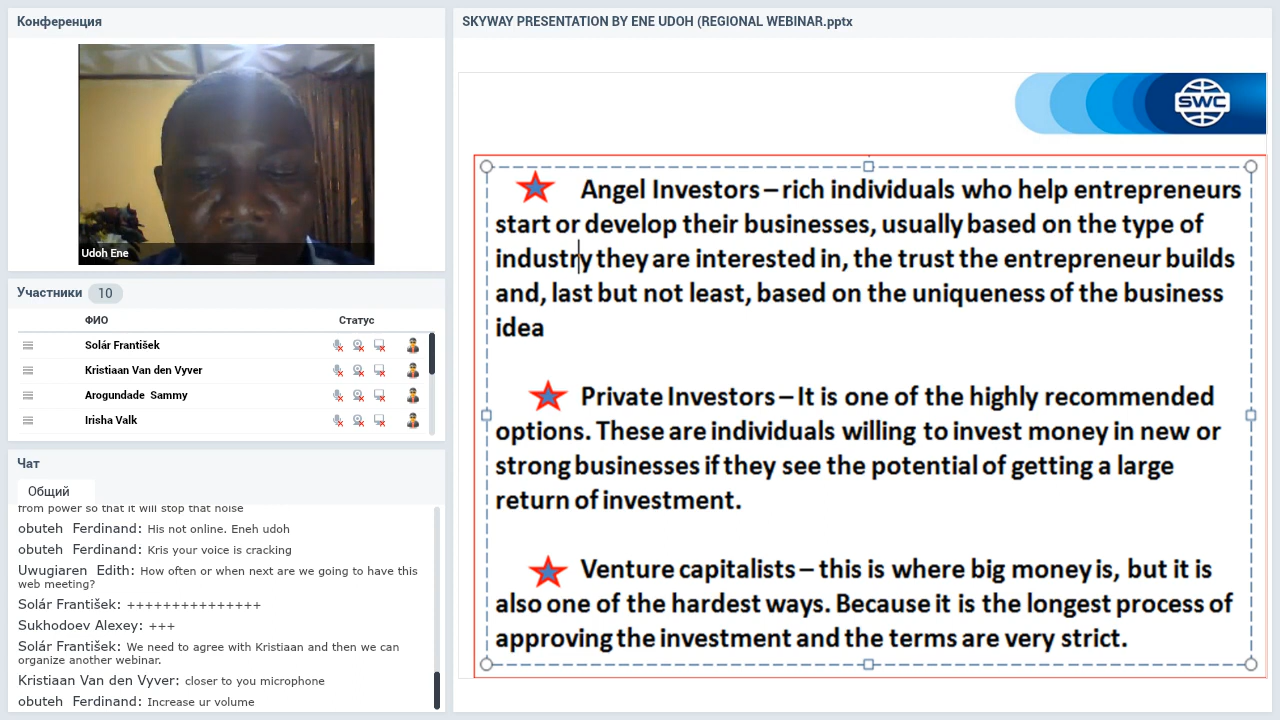 Конференция
Udoh Ene
Участники 10
ФИО Статус
Solár František
Kristiaan Van den Vyver
Arogundade Sammy
Irisha Valk
Чат
Общий
from power so that it will stop that noise
obuteh Ferdinand: His not online. Eneh udoh
obuteh Ferdinand: Kris your voice is cracking
Uwugiaren Edith: How often or when next are we going to have this
web meeting?
Solár František: +++++++++++++++
Sukhodoev Alexey: +++
Solár František: We need to agree with Kristiaan and then we can
organize another webinar.
Kristiaan Van den Vyver: closer to you microphone
obuteh Ferdinand: Increase ur volume
SKYWAY PRESENTATION BY ENE UDOH (REGIONAL WEBINAR.pptx
SWC
Angel Investors – rich individuals who help entrepreneurs
start or develop their businesses, usually based on the type of
industry they are interested in, the trust the entrepreneur builds
and, last but not least, based on the uniqueness of the business
idea
Private Investors – It is one of the highly recommended
options. These are individuals willing to invest money in new or
strong businesses if they see the potential of getting a large
return of investment.
Venture capitalists – this is where big money is, but it is
also one of the hardest ways. Because it is the longest process of
approving the investment and the terms are very strict.